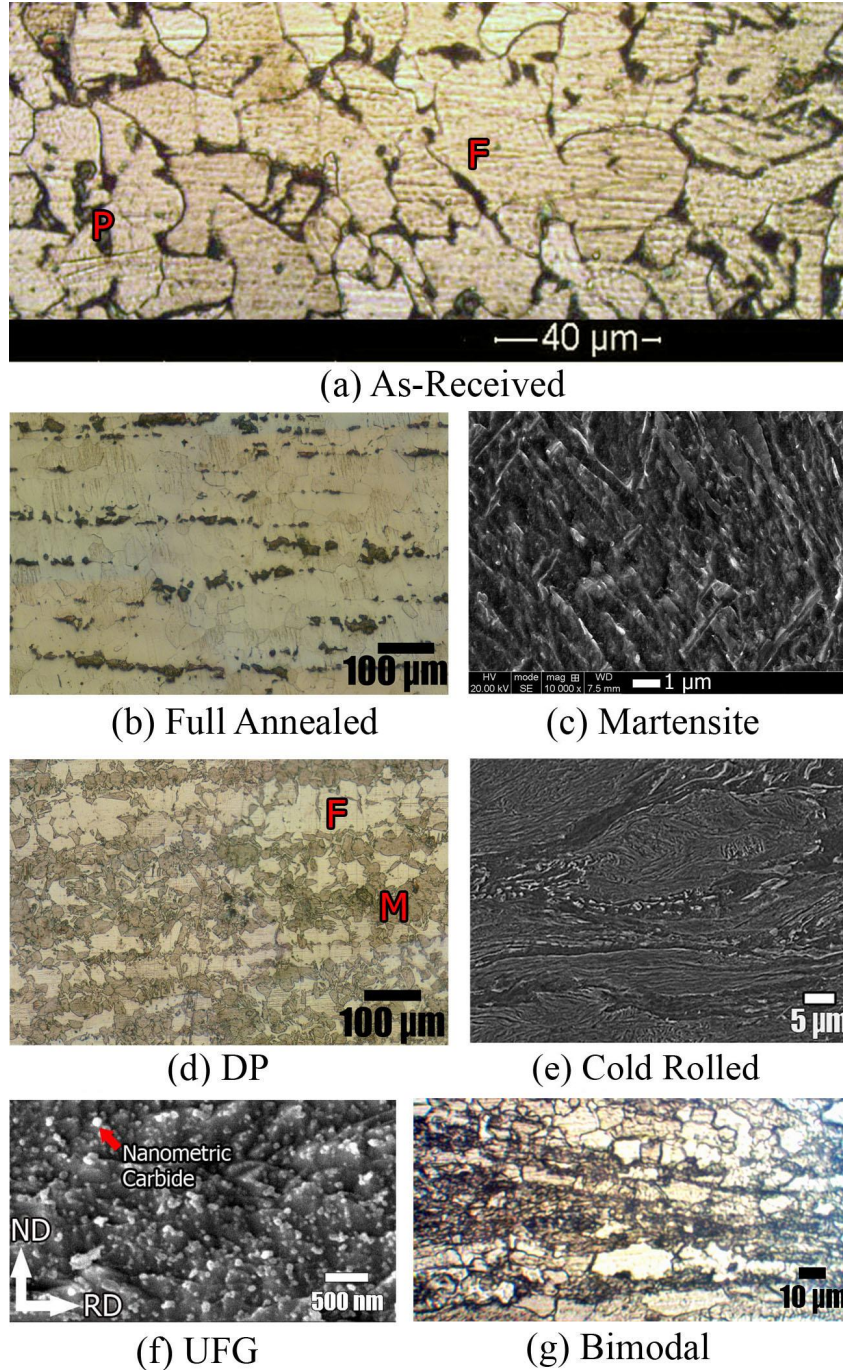 F
P
40 µm
(a) As-Received
100 µm
HV mode mag ⊞ WD
20.00 kV SE 10 000 x 7.5 mm 1 µm
(b) Full Annealed
(c) Martensite
F
M
100 µm
5 µm
(d) DP
(e) Cold Rolled
Nanometric
Carbide
ND
RD
500 nm
10 µm
(f) UFG
(g) Bimodal